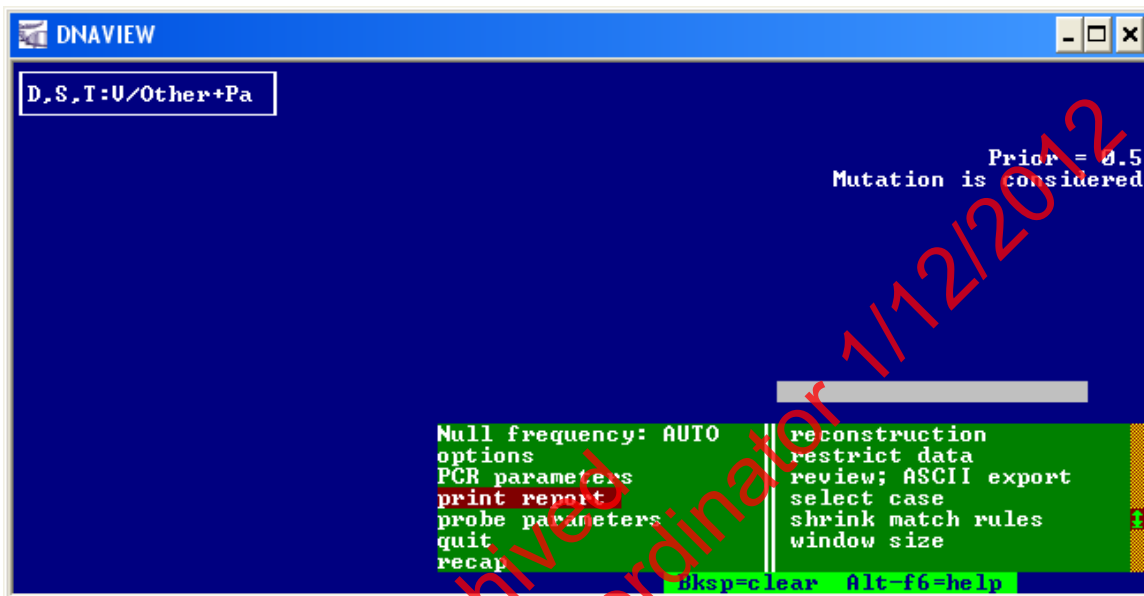 DNAVIEW
D,S,T:V/Other+Pa
Prior = 0.5
Mutation is considered
Null frequency: AUTO
options
PCR parameters
print report
probe parameters
quit
recap
reconstruction
restrict data
review; ASCII export
select case
shrink match rules
window size
Bksp=clear Alt-f6=help
hived
rdinator 1/12/2012